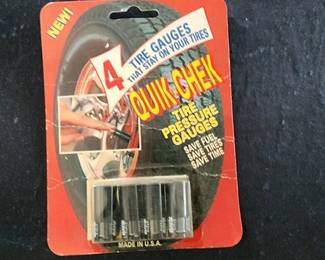 NEW!
4
TIRE GAUGES
THAT STAY ON YOUR TIRES
QUIK-CHEK
TIRE
PRESSURE
GAUGES
SAVE FUEL
SAVE TIRES
SAVE TIME
MADE IN U.S.A.